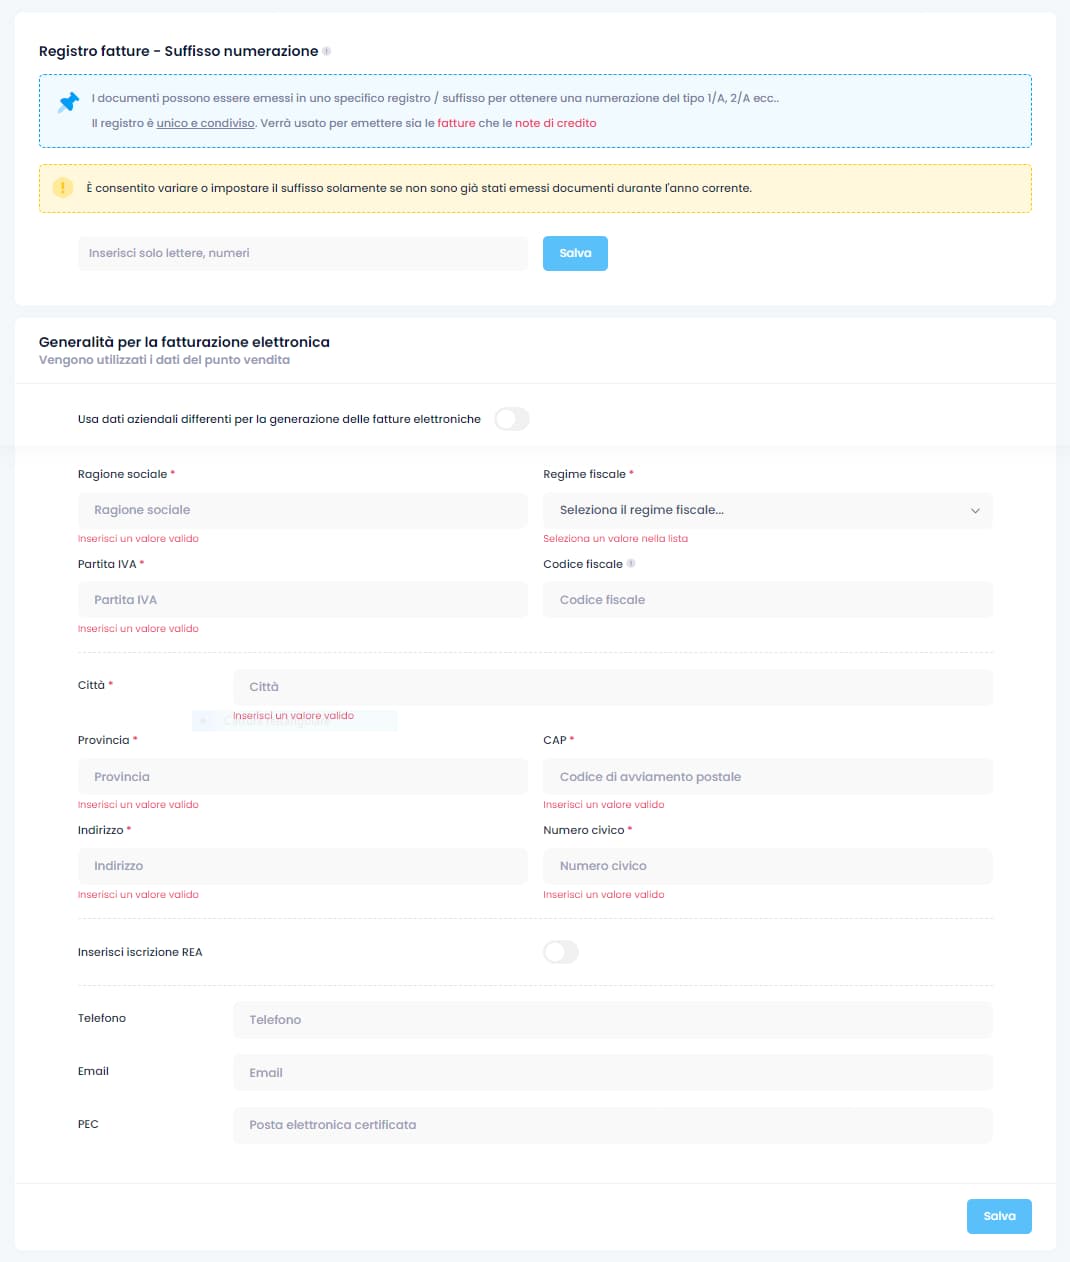 Registro fatture - Suffisso numerazione
I documenti possono essere emessi in uno specifico registro / suffisso per ottenere una numerazione del tipo 1/A, 2/A ecc..
Il registro è unico e condiviso. Verrà usato per emettere sia le fatture che le note di credito
È consentito variare o impostare il suffisso solamente se non sono già stati emessi documenti durante l'anno corrente.
Inserisci solo lettere, numeri
Salva
Generalità per la fatturazione elettronica
Vengono utilizzati i dati del punto vendita
Usa dati aziendali differenti per la generazione delle fatture elettroniche
Ragione sociale *
Regime fiscale *
Ragione sociale
Seleziona il regime fiscale...
Inserisci un valore valido
Seleziona un valore nella lista
Partita IVA *
Codice fiscale
Partita IVA
Codice fiscale
Inserisci un valore valido
Città *
Città
Inserisci un valore valido
Provincia *
CAP *
Provincia
Codice di avviamento postale
Inserisci un valore valido
Inserisci un valore valido
Indirizzo *
Numero civico *
Indirizzo
Numero civico
Inserisci un valore valido
Inserisci un valore valido
Inserisci iscrizione REA
Telefono
Telefono
Email
Email
PEC
Posta elettronica certificata
Salva